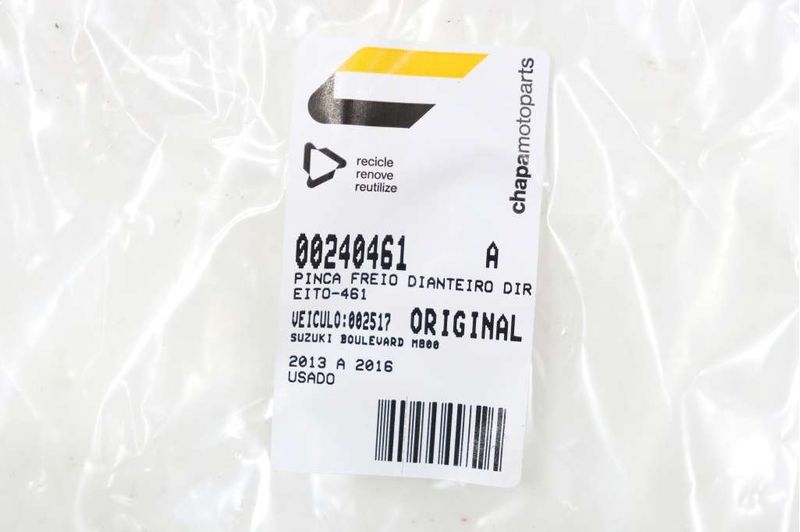 chapamotoparts
recicle
renove
reutilize
00240461 A
PINCA FREIO DIANTEIRO DIR
EITO-461
VEICULO:002517 ORIGINAL
SUZUKI BOULEVARD M800
2013 A 2016
USADO